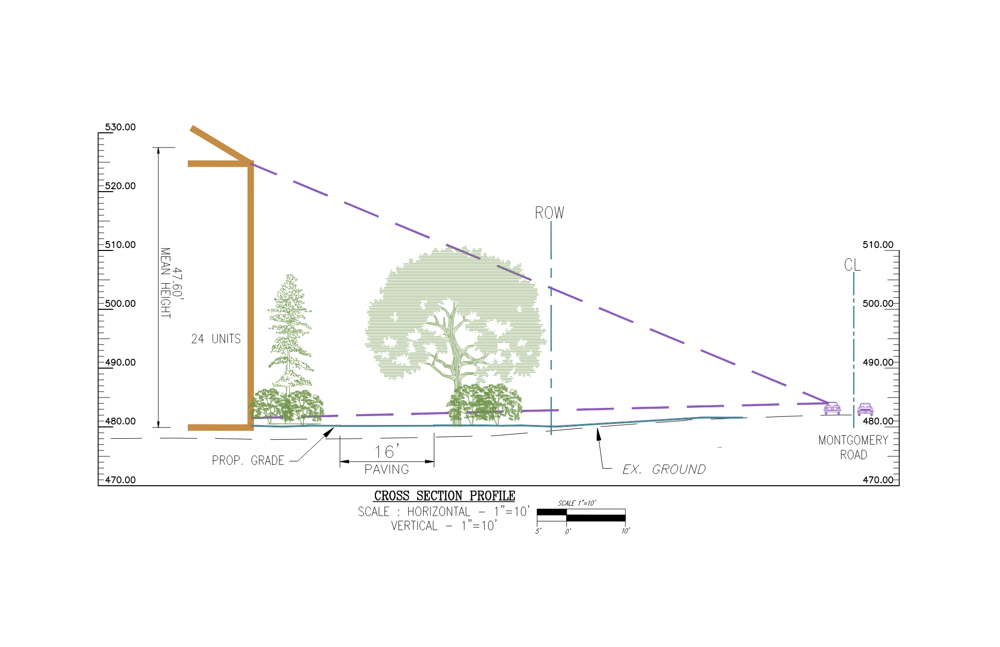 530.00
520.00
510.00
500.00
490.00
480.00
470.00
MEAN HEIGHT
47.60'
24 UNITS
ROW
CL
510.00
500.00
490.00
480.00
470.00
MONTGOMERY
ROAD
PROP. GRADE
16'
PAVING
EX. GROUND
CROSS SECTION PROFILE
SCALE : HORIZONTAL - 1"=10'
VERTICAL - 1"=10'
SCALE 1"=10'
5' 0' 10'